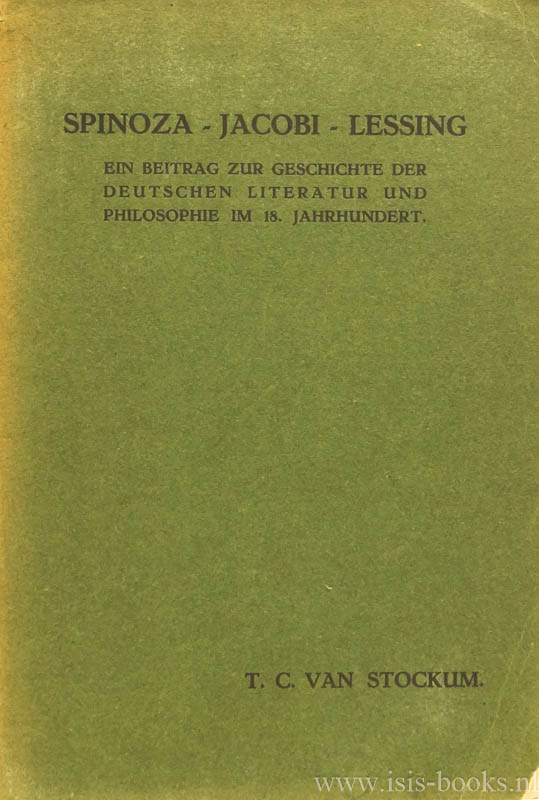 SPINOZA - JACOBI - LESSING
EIN BEITRAG ZUR GESCHICHTE DER
DEUTSCHEN LITERATUR UND
PHILOSOPHIE IM 18. JAHRHUNDERT.
T. C. VAN STOCKUM.
www.isis-books.nl